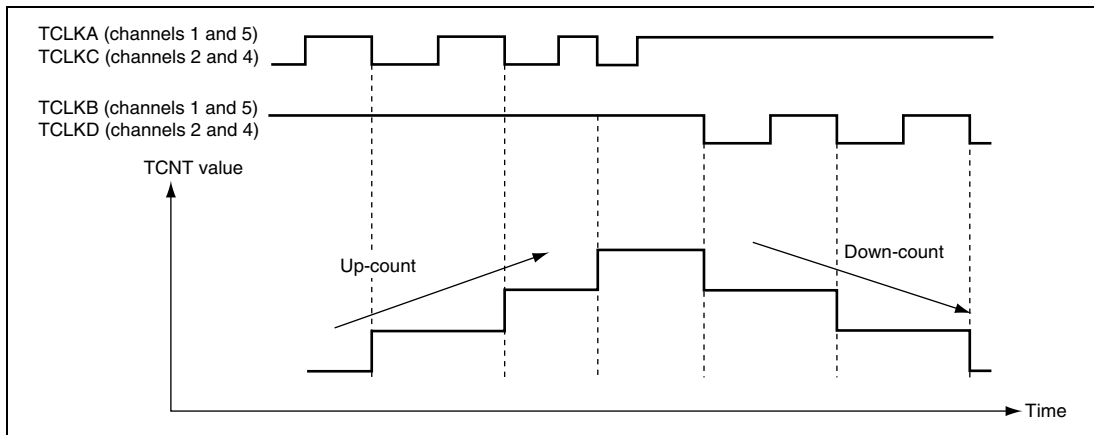 TCLKA (channels 1 and 5)
TCLKC (channels 2 and 4)
TCLKB (channels 1 and 5)
TCLKD (channels 2 and 4)
TCNT value
Up-count
Down-count
Time